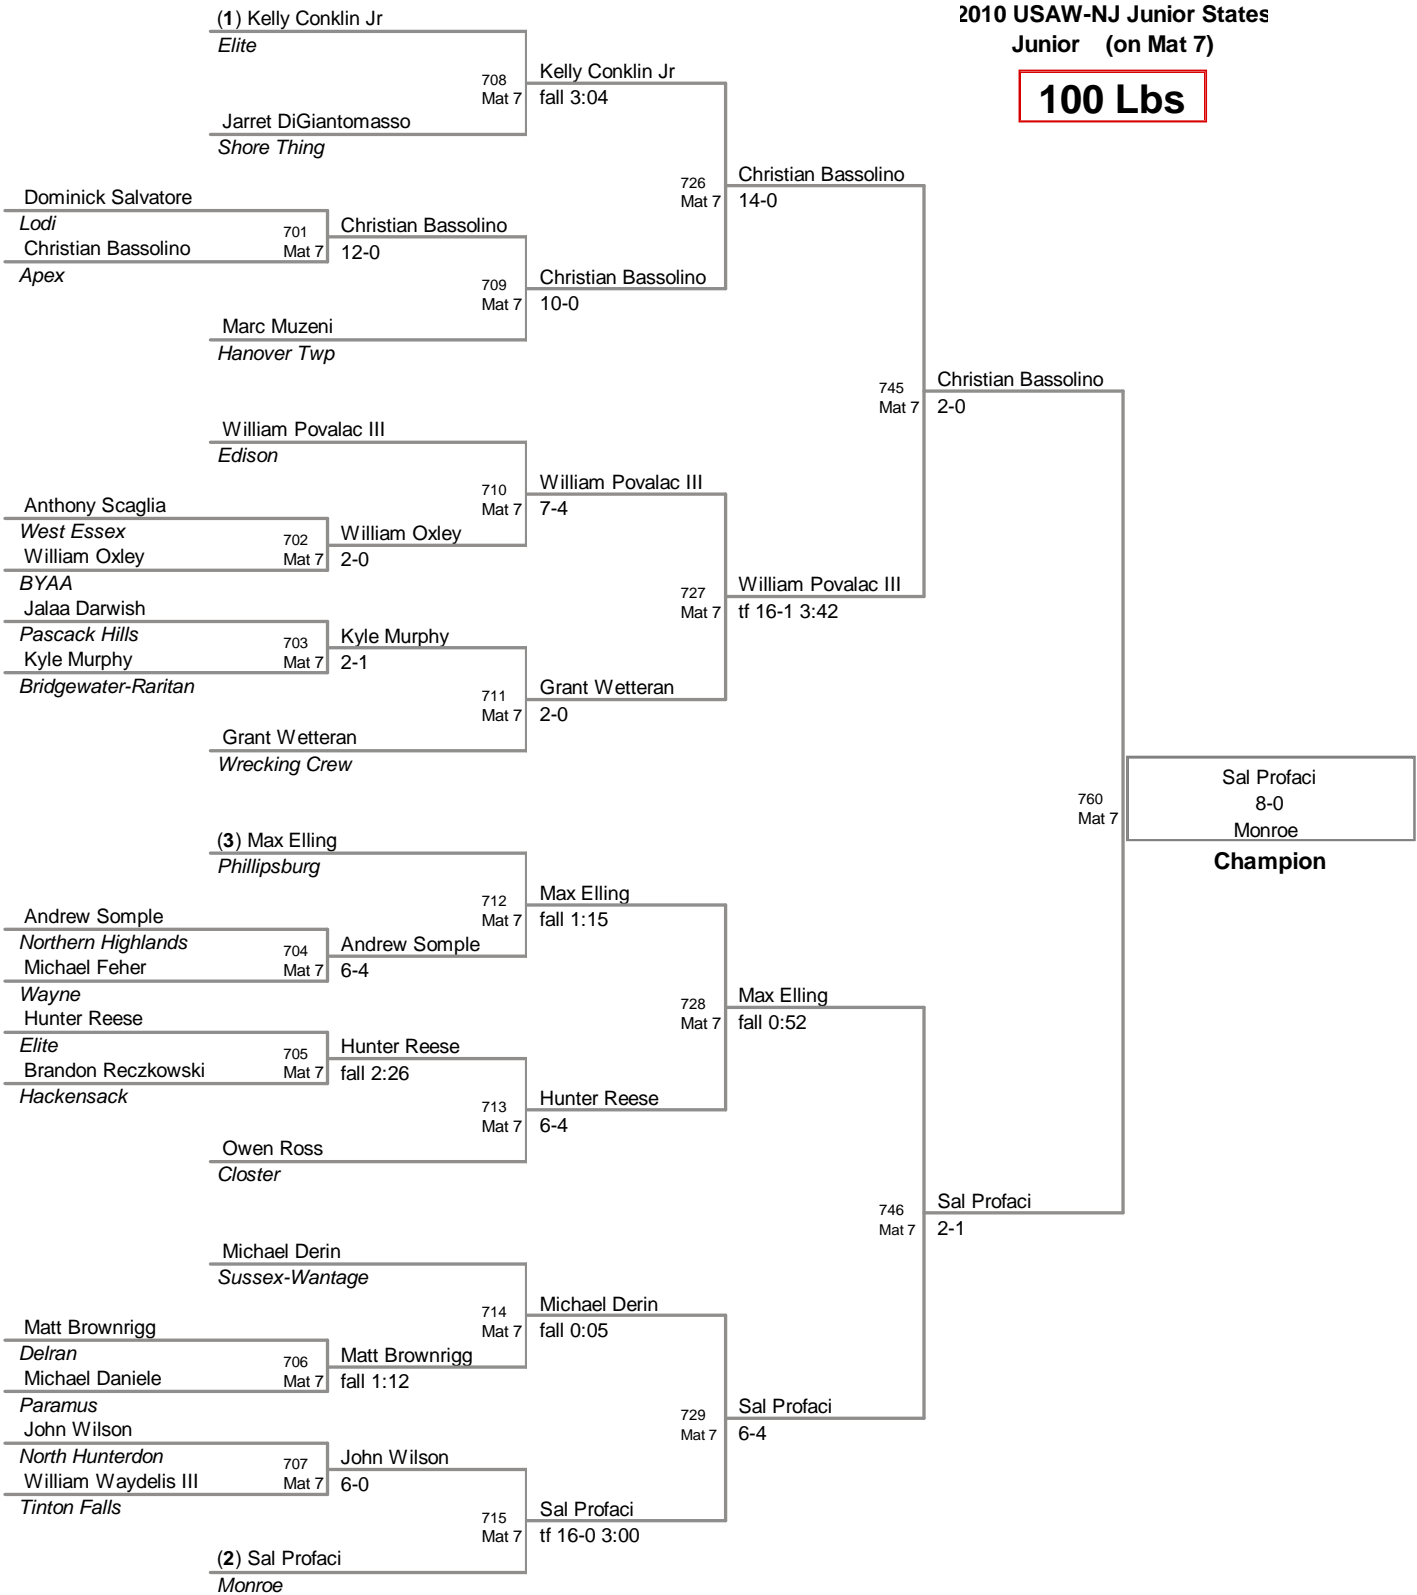 2010 USAW-NJ Junior States
Junior (on Mat 7)
100 Lbs
(1) Kelly Conklin Jr
Elite
708
Mat 7
Kelly Conklin Jr
fall 3:04
Jarret DiGiantomasso
Shore Thing
726
Mat 7
Christian Bassolino
14-0
Dominick Salvatore
Lodi
701
Mat 7
Christian Bassolino
12-0
Christian Bassolino
Apex
709
Mat 7
Christian Bassolino
10-0
Marc Muzeni
Hanover Twp
745
Mat 7
Christian Bassolino
2-0
William Povalac III
Edison
710
Mat 7
William Povalac III
7-4
Anthony Scaglia
West Essex
702
Mat 7
William Oxley
2-0
William Oxley
BYAA
727
Mat 7
William Povalac III
tf 16-1 3:42
Jalaa Darwish
Pascack Hills
703
Mat 7
Kyle Murphy
2-1
Kyle Murphy
Bridgewater-Raritan
711
Mat 7
Grant Wetteran
2-0
Grant Wetteran
Wrecking Crew
760
Mat 7
Sal Profaci
8-0
Monroe
Champion
(3) Max Elling
Phillipsburg
712
Mat 7
Max Elling
fall 1:15
Andrew Somple
Northern Highlands
704
Mat 7
Andrew Somple
6-4
Michael Feher
Wayne
728
Mat 7
Max Elling
fall 0:52
Hunter Reese
Elite
705
Mat 7
Hunter Reese
fall 2:26
Brandon Reczkowski
Hackensack
713
Mat 7
Hunter Reese
6-4
Owen Ross
Closter
746
Mat 7
Sal Profaci
2-1
Michael Derin
Sussex-Wantage
714
Mat 7
Michael Derin
fall 0:05
Matt Brownrigg
Delran
706
Mat 7
Matt Brownrigg
fall 1:12
Michael Daniele
Paramus
729
Mat 7
Sal Profaci
6-4
John Wilson
North Hunterdon
707
Mat 7
John Wilson
6-0
William Waydelis III
Tinton Falls
715
Mat 7
Sal Profaci
tf 16-0 3:00
(2) Sal Profaci
Monroe